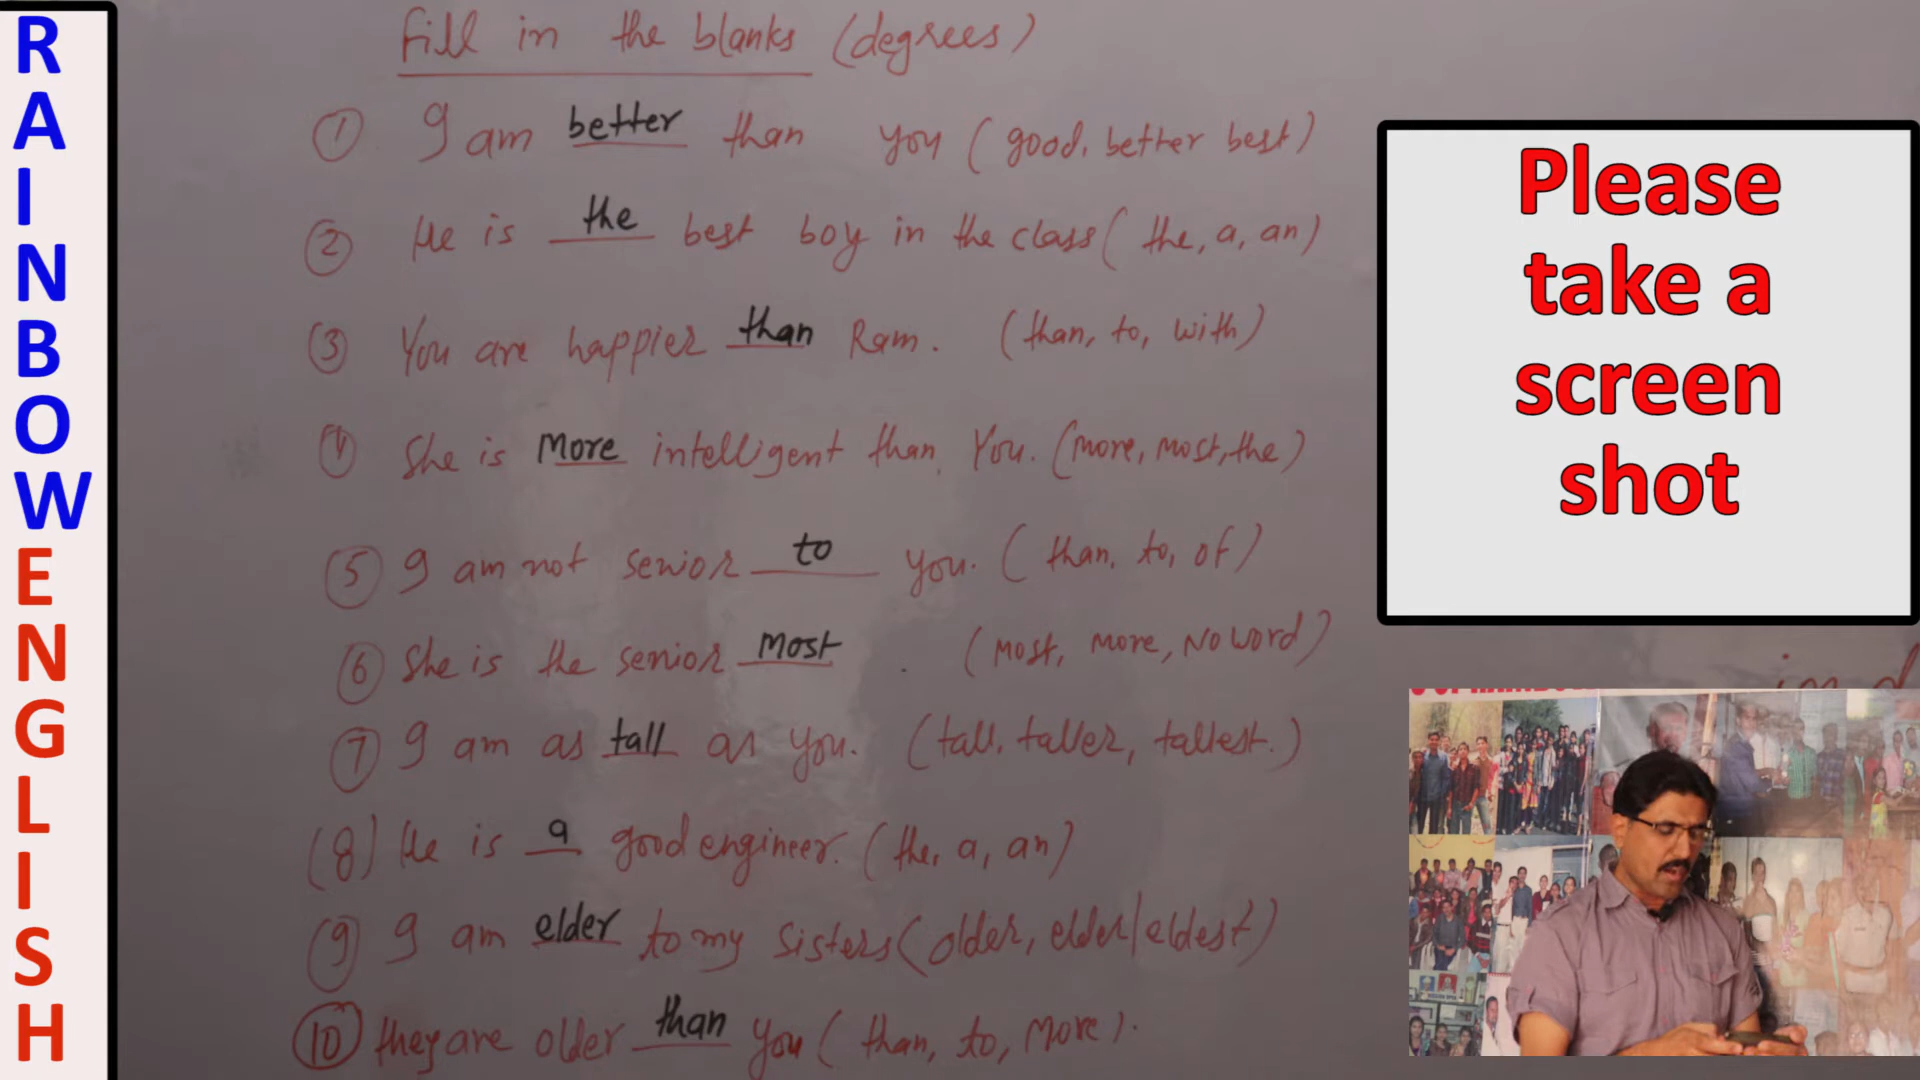 RAINBOW ENGLISH
Fill in the blanks (degrees)
① I am better than you (good, better best)
② He is the best boy in the class (the, a, an)
③ You are happier than Ram. (than, to, with)
④ She is more intelligent than You. (more, most, the)
⑤ I am not senior to you. (than, to, of)
⑥ She is the senior most. (most, more, No word)
⑦ I am as tall as you. (tall, taller, tallest.)
(8) He is a good engineer. (the, a, an)
⑨ I am elder to my sisters (older, elder/eldest)
⑩ they are older than you (than, to, more).
Please
take a
screen
shot